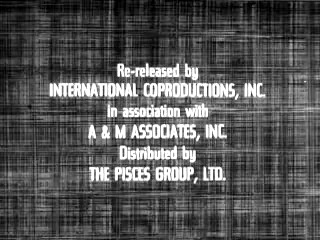 Re-released by
INTERNATIONAL COPRODUCTIONS, INC.
in association with
A & M ASSOCIATES, INC.
Distributed by
THE PISCES GROUP, LTD.